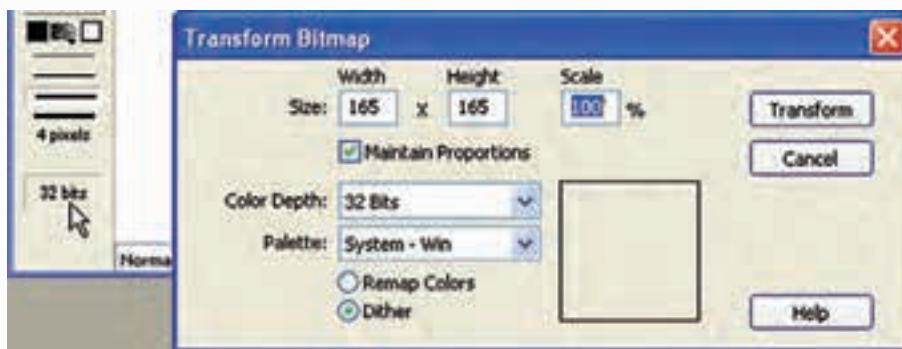 Transform Bitmap
Width Height Scale
Size: 165 x 165 100 %
Maintain Proportions
Transform
Cancel
Color Depth: 32 Bits
Palette: System - Win
Remap Colors
Dither
Help
4 pixels
32 bits
Norma